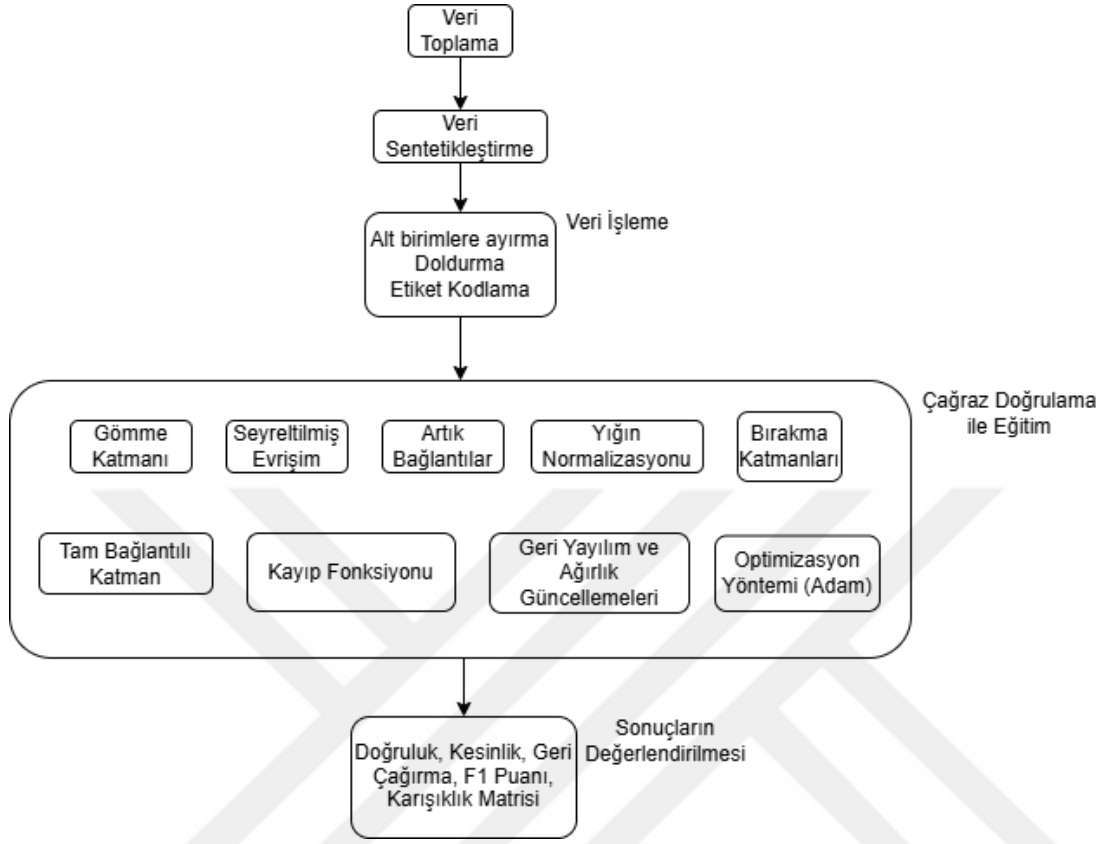 Veri
Toplama
Veri
Sentetikleştirme
Veri İşleme
Alt birimlere ayırma
Doldurma
Etiket Kodlama
Çağraz Doğrulama
ile Eğitim
Gömme
Katmanı
Seyreltilmiş
Evrişim
Artık
Bağlantılar
Yığın
Normalizasyonu
Bırakma
Katmanları
Tam Bağlantılı
Katman
Kayıp Fonksiyonu
Geri Yayılım ve
Ağırlık
Güncellemeleri
Optimizasyon
Yöntemi (Adam)
Sonuçların
Değerlendirilmesi
Doğruluk, Kesinlik, Geri
Çağırma, F1 Puanı,
Karışıklık Matrisi